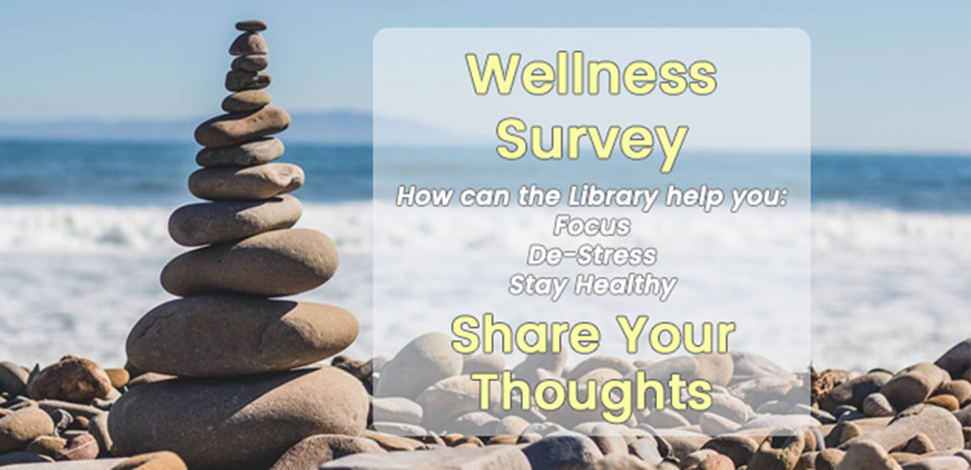 Wellness
Survey
How can the Library help you:
Focus
De-Stress
Stay Healthy
Share Your
Thoughts